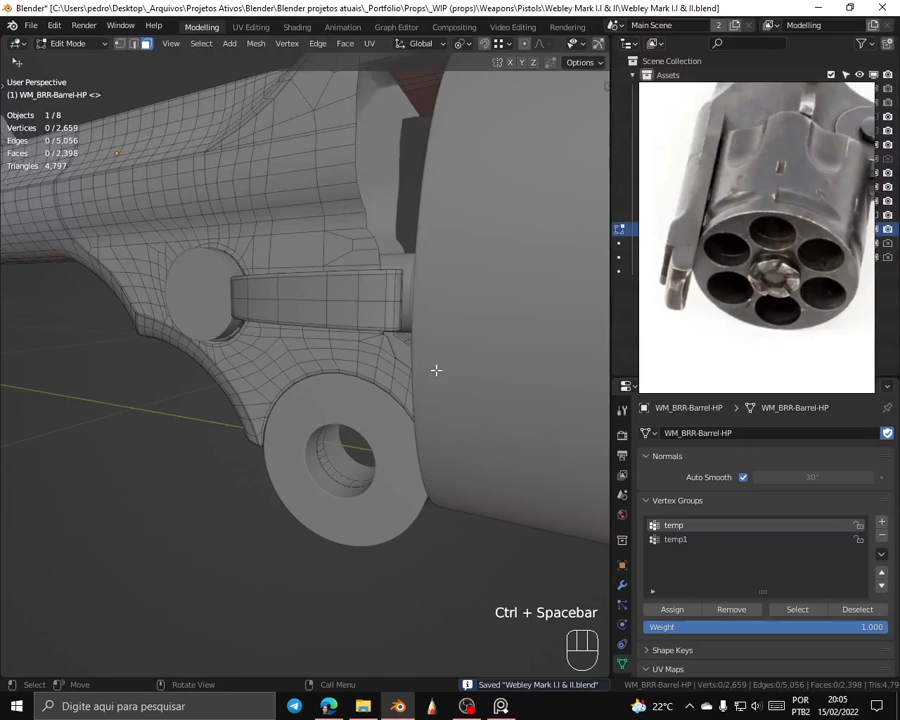 Blender* [C:\Users\pedro\Desktop\_Arquivos\Projetos Ativos\Blender\Blender projetos atuais\_Portfólio\Props\_WIP (props)\Weapons\Pistols\Webley Mark I.I & II\Webley Mark I.I & II.blend]
File Edit Render Window Help Modelling UV Editing Sculpting UV Animation Compositing Geometry Nodes Rendering Main Scene 2 Modelling
Edit Mode View Select Add Mesh Vertex Edge Face UV Global
X Y Z Options
Scene Collection
Assets
User Perspective
(1) WM_BRR-Barrel-HP <>
Objects 1/8
Vertices 0/2,659
Edges 0/5,056
Faces 0/2,398
Triangles 4,797
WM_BRR-Barrel-HP > WM_BRR-Barrel-HP
WM_BRR-Barrel-HP
Normals
Auto Smooth 30°
Vertex Groups
temp
temp1
Assign Remove Select Deselect
Weight 1.000
Shape Keys
UV Maps
Ctrl + Spacebar
Select Move Rotate View Call Menu Saved "Webley Mark I.I & II.blend"
WM_BRR-Barrel-HP | Verts:0/2,659 | Edges:0/5,056 | Faces:0/2,398 | Tris:4,79
Digite aqui para pesquisar
22°C
POR
PTB2
20:05
15/02/2022